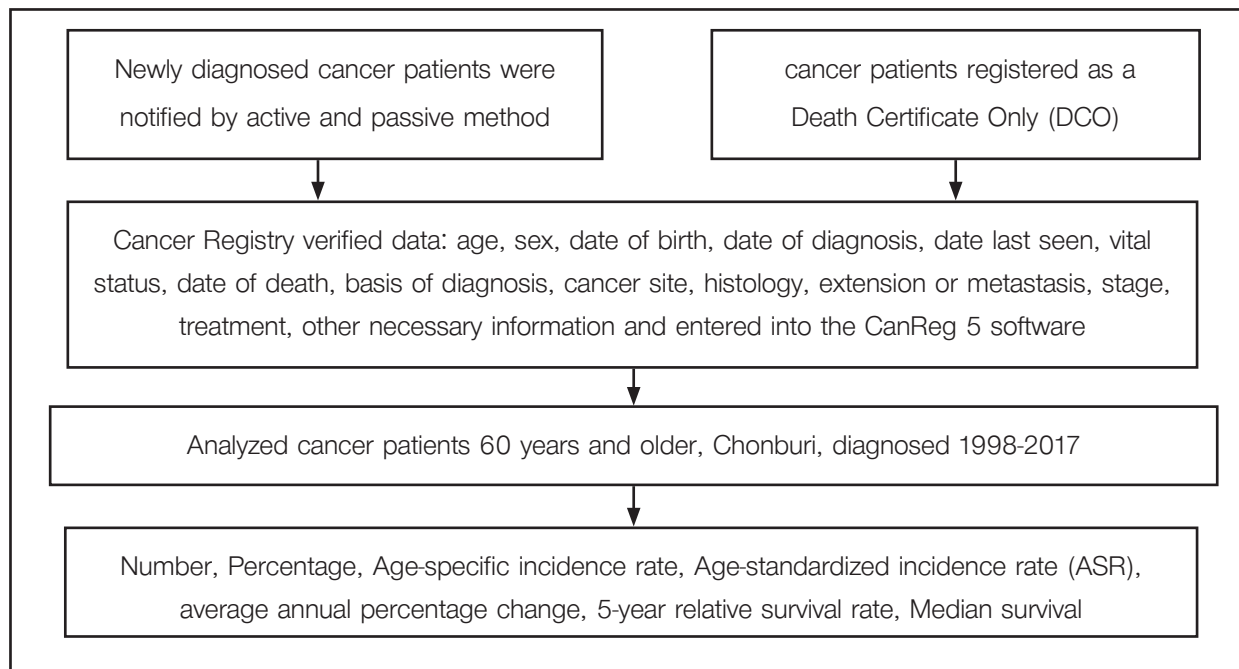 Newly diagnosed cancer patients were
notified by active and passive method
cancer patients registered as a
Death Certificate Only (DCO)
Cancer Registry verified data: age, sex, date of birth, date of diagnosis, date last seen, vital
status, date of death, basis of diagnosis, cancer site, histology, extension or metastasis, stage,
treatment, other necessary information and entered into the CanReg 5 software
Analyzed cancer patients 60 years and older, Chonburi, diagnosed 1998-2017
Number, Percentage, Age-specific incidence rate, Age-standardized incidence rate (ASR),
average annual percentage change, 5-year relative survival rate, Median survival